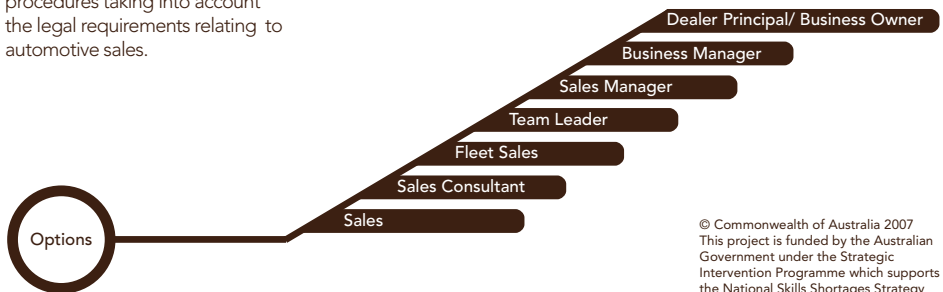 procedures taking into account
the legal requirements relating to
automotive sales.
Dealer Principal/ Business Owner
Business Manager
Sales Manager
Team Leader
Fleet Sales
Sales Consultant
Sales
Options
© Commonwealth of Australia 2007
This project is funded by the Australian
Government under the Strategic
Intervention Programme which supports
the National Skills Shortages Strategy